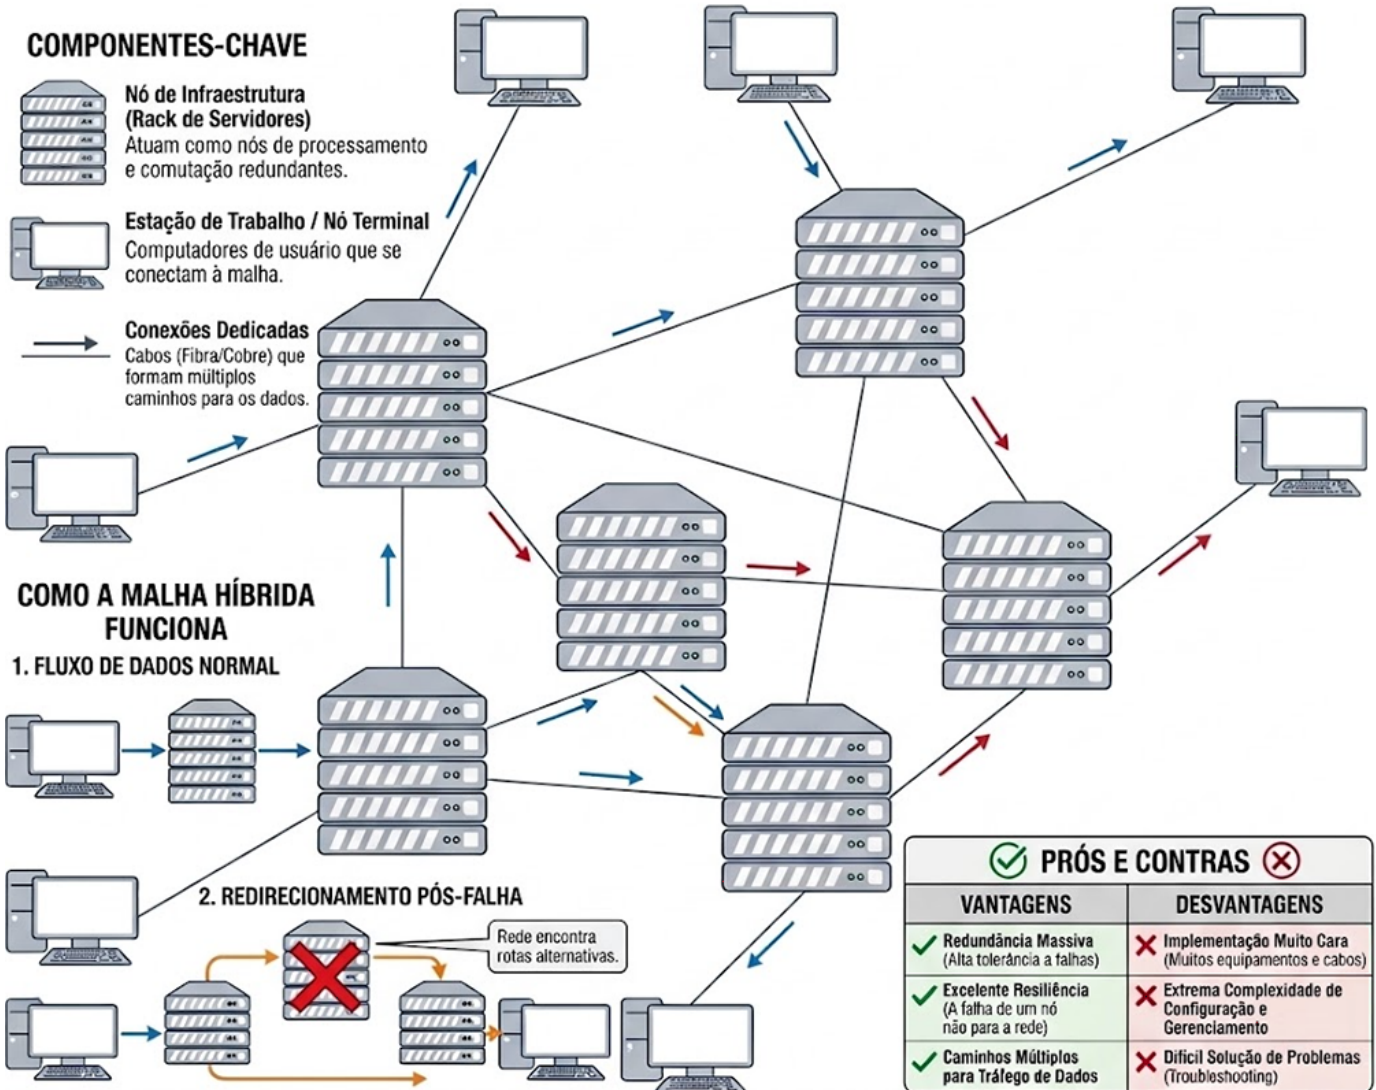 COMPONENTES-CHAVE
Nó de Infraestrutura
(Rack de Servidores)
Atuam como nós de processamento
e comutação redundantes.
Estação de Trabalho / Nó Terminal
Computadores de usuário que se
conectam à malha.
Conexões Dedicadas
Cabos (Fibra/Cobre) que
formam múltiplos
caminhos para os dados.
COMO A MALHA HÍBRIDA
FUNCIONA
1. FLUXO DE DADOS NORMAL
2. REDIRECIONAMENTO PÓS-FALHA
Rede encontra
rotas alternativas.
PRÓS E CONTRAS
VANTAGENS
Redundância Massiva
(Alta tolerância a falhas)
Excelente Resiliência
(A falha de um nó
não para a rede)
Caminhos Múltiplos
para Tráfego de Dados
DESVANTAGENS
Implementação Muito Cara
(Muitos equipamentos e cabos)
Extrema Complexidade de
Configuração e
Gerenciamento
Dificil Solução de Problemas
(Troubleshooting)